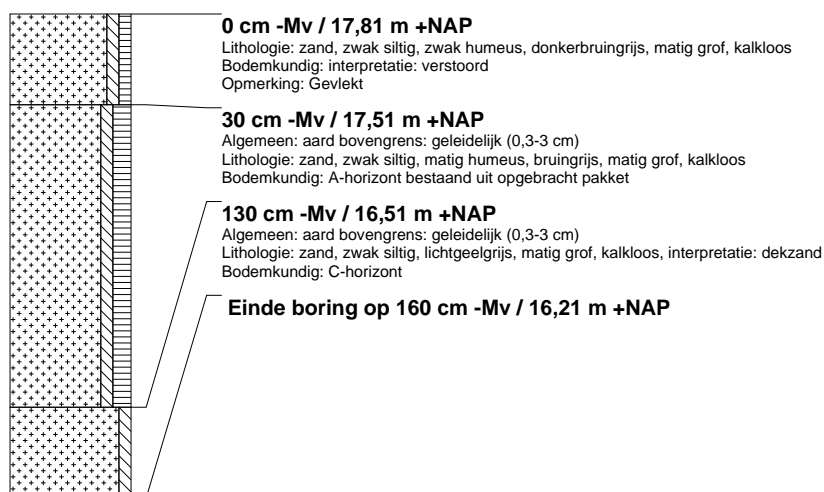 0 cm -Mv / 17,81 m +NAP
Lithologie: zand, zwak siltig, zwak humeus, donkerbruingrijs, matig grof, kalkloos
Bodemkundig: interpretatie: verstoord
Opmerking: Gevlekt
30 cm -Mv / 17,51 m +NAP
Algemeen: aard bovengrens: geleidelijk (0,3-3 cm)
Lithologie: zand, zwak siltig, matig humeus, bruingrijs, matig grof, kalkloos
Bodemkundig: A-horizont bestaand uit opgebracht pakket
130 cm -Mv / 16,51 m +NAP
Algemeen: aard bovengrens: geleidelijk (0,3-3 cm)
Lithologie: zand, zwak siltig, lichtgeelgrijs, matig grof, kalkloos, interpretatie: dekzand
Bodemkundig: C-horizont
Einde boring op 160 cm -Mv / 16,21 m +NAP